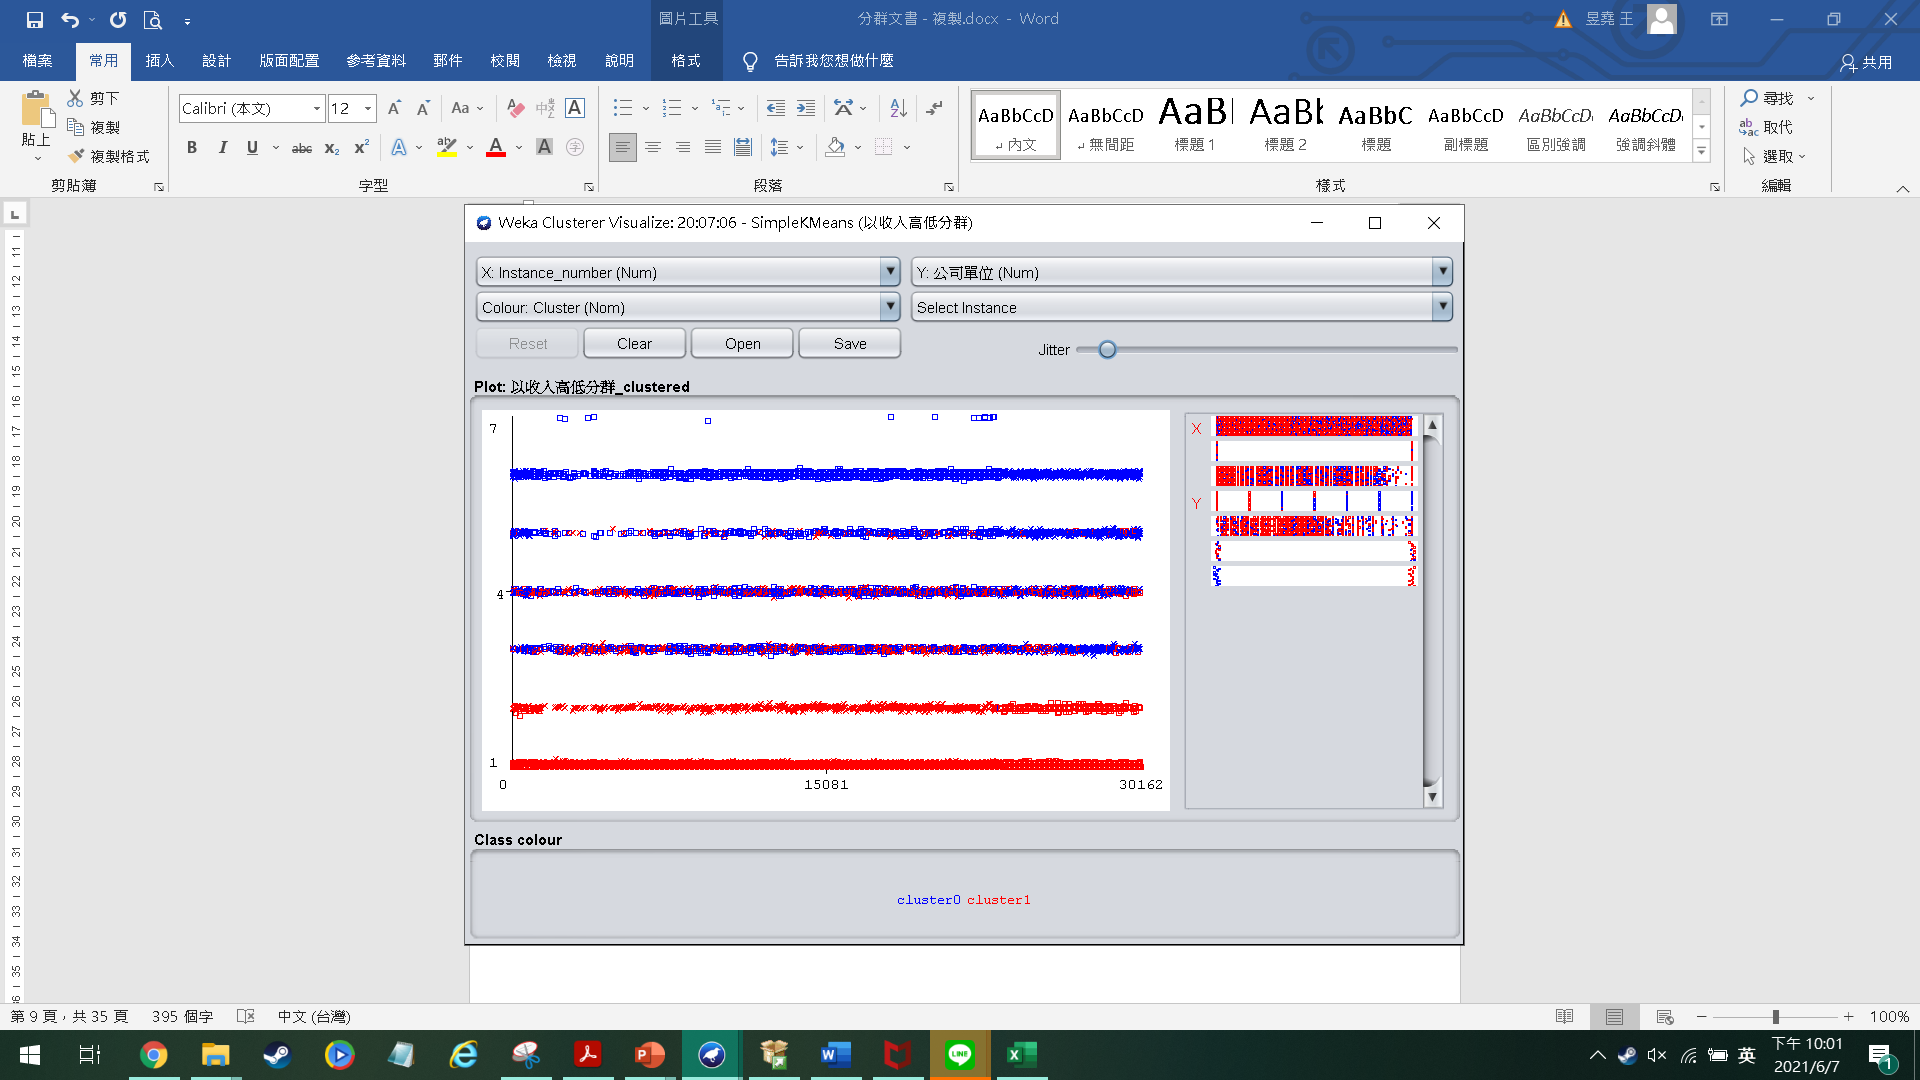 圖片工具
分群文書 - 複製.docx - Word
昱堯 王
檔案 常用 插入 設計 版面配置 參考資料 郵件 校閱 檢視 說明 格式 告訴我您想做什麼
共用
貼上
剪下
複製
複製格式
剪貼簿
Calibri (本文) 12
字型
段落
AaBbCcD AaBbCcD AaB AaBb AaBbC AaBbCcD AaBbCcDc AaBbCcDc
內文 無間距 標題 1 標題 2 標題 副標題 區別強調 強調斜體
樣式
尋找
取代
選取
編輯
Weka Clusterer Visualize: 20:07:06 - SimpleKMeans (以收入高低分群)
X: Instance_number (Num)
Y: 公司單位 (Num)
Colour: Cluster (Nom)
Select Instance
Reset Clear Open Save
Jitter
Plot: 以收入高低分群_clustered
7
4
1
0 15081 30162
X
Y
Class colour
cluster0 cluster1
第 9 頁，共 35 頁 395 個字 中文 (台灣)
100%
英
下午 10:01
2021/6/7
1